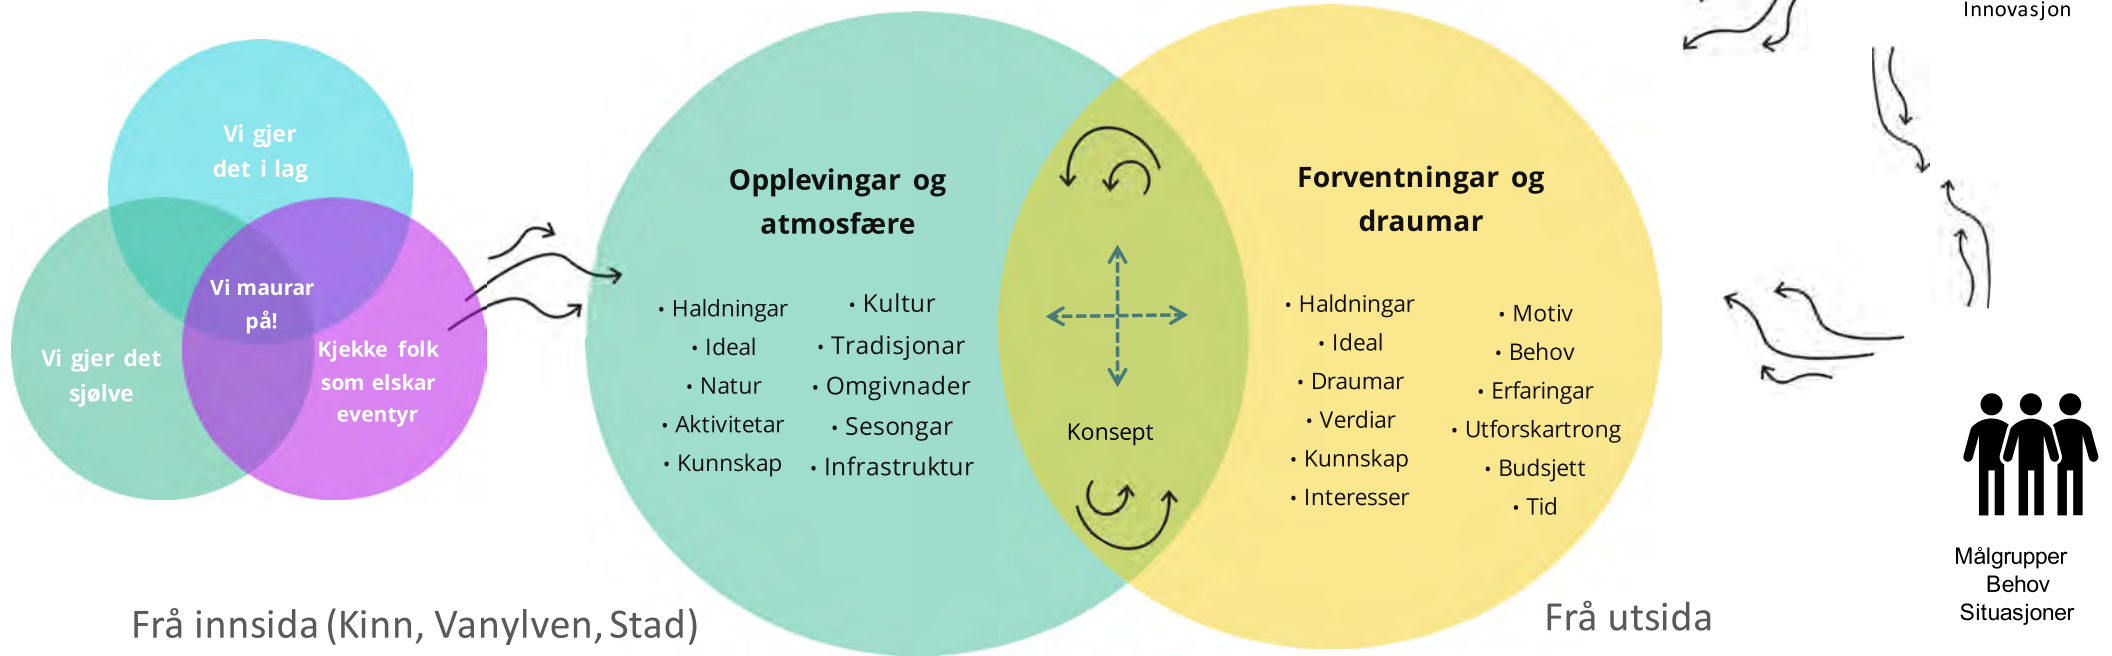 Innovasjon
Vi gjer
det i lag
Vi gjer det
sjølve
Vi maurar
på!
Kjekke folk
som elskar
eventyr
Opplevingar og
atmosfære
• Haldningar
• Ideal
• Natur
• Aktivitetar
• Kunnskap
• Kultur
• Tradisjonar
• Omgivnader
• Sesongar
• Infrastruktur
Konsept
Forventningar og
draumar
• Haldningar
• Ideal
• Draumar
• Verdiar
• Kunnskap
• Interesser
• Motiv
• Behov
• Erfaringar
• Utforskartrong
• Budsjett
• Tid
Målgrupper
Behov
Situasjoner
Frå innsida (Kinn, Vanylven, Stad)
Frå utsida